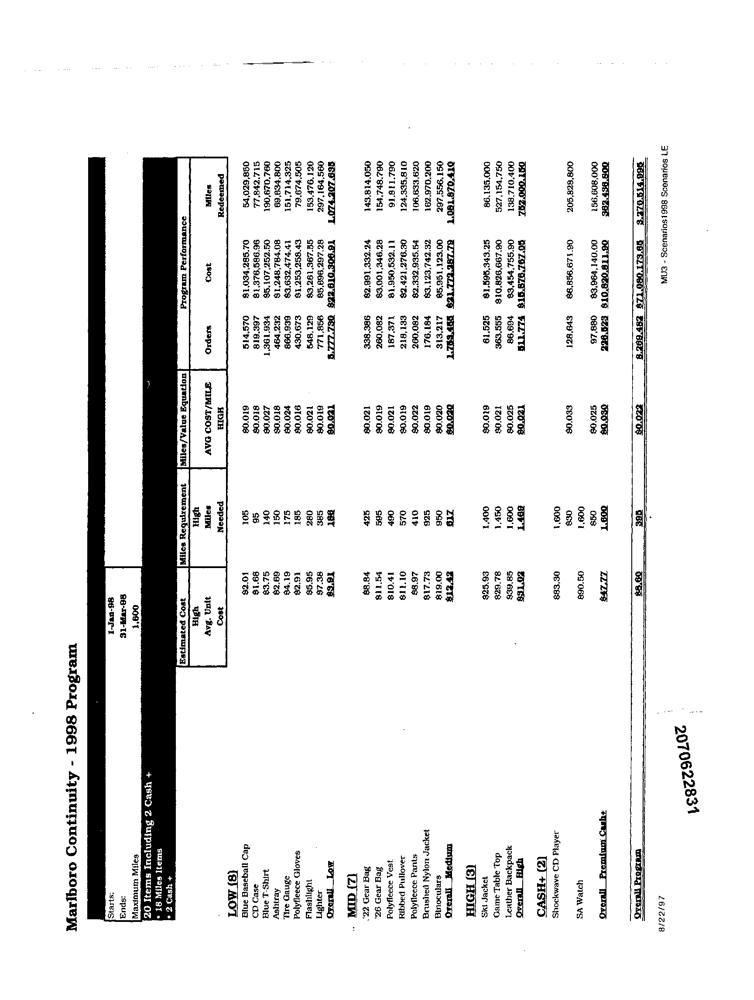 Marlboro Continuity - 1998 Program
Starts: 1-Jan-98
Ends: 31-Mar-98
Maximum Miles 1,600
20 Items Including 2 Cash +
• 18 Miles Items
• 2 Cash +
Estimated Cost Miles Requirement Miles/Value Equation Program Performance
High High
Avg. Unit Miles AVG COST/MILE Orders Cost Miles
Cost Needed HIGH Redeemed
LOW (8)
Blue Baseball Cap $2.01 105 $0.019 514,570 $1,034,285.70 54,029,850
CD Case $1.68 95 $0.018 819,397 $1,376,586.96 77,842,715
Blue T-Shirt $3.75 140 $0.027 1,361,934 $5,107,252.50 190,670,760
Ashtray $2.69 150 $0.018 464,232 $1,248,784.08 69,634,800
Tire Gauge $4.19 175 $0.024 866,939 $3,632,474.41 151,714,325
Polyfleece Gloves $2.91 185 $0.016 430,673 $1,253,258.43 79,674,505
Flashlight $5.95 280 $0.021 548,129 $3,261,367.55 153,476,120
Lighter $7.38 385 $0.019 771,856 $5,696,297.28 297,164,560
Overall Low $3.91 186 $0.021 5,777,730 $22,610,306.91 1,074,207,635
MID (7)
'22 Gear Bag $8.84 425 $0.021 338,386 $2,991,332.24 143,814,050
'26 Gear Bag $11.54 595 $0.019 260,082 $3,001,346.28 154,748,790
Polyfleece Vest $10.41 490 $0.021 187,371 $1,950,532.11 91,811,790
Ribbed Pullover $11.10 570 $0.019 218,133 $2,421,276.30 124,335,810
Polyfleece Pants $8.97 410 $0.022 260,082 $2,332,935.54 106,633,620
Brushed Nylon Jacket $17.73 925 $0.019 176,184 $3,123,742.32 162,970,200
Binoculars $19.00 950 $0.020 313,217 $5,951,123.00 297,556,150
Overall Medium $12.42 617 $0.020 1,753,455 $21,772,287.79 1,081,870,410
HIGH (3)
Ski Jacket $25.93 1,400 $0.019 61,525 $1,595,343.25 86,135,000
Game Table Top $29.78 1,450 $0.021 363,555 $10,826,667.90 527,154,750
Leather Backpack $39.85 1,600 $0.025 86,694 $3,454,755.90 138,710,400
Overall High $31.02 1,469 $0.021 511,774 $15,876,767.05 752,000,150
CASH+ (2)
Shockwave CD Player $83.30 1,600
830 $0.033 128,643 $6,856,671.90 205,828,800
SA Watch $90.50 1,600
850 $0.025 97,880 $3,964,140.00 156,608,000
Overall Premium Cash+ $47.77 1,600 $0.030 226,523 $10,820,811.90 362,436,800
Overall Program $8.60 395 $0.022 8,269,482 $71,080,173.65 3,270,514,995
8/22/97 MU3 - Scenarios1998 Scenarios LE
2070622831